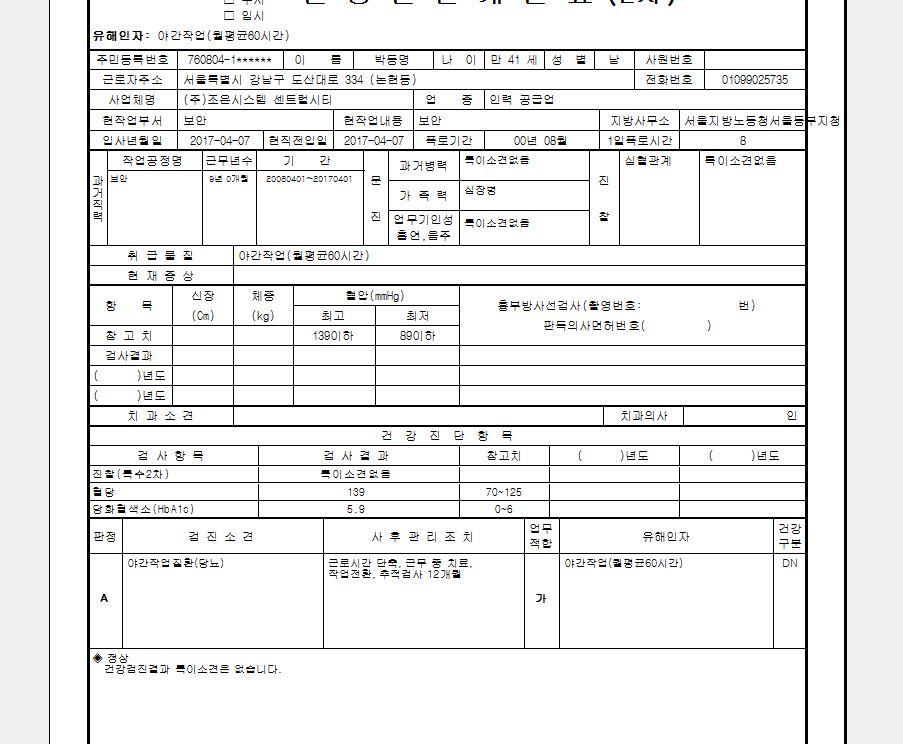 □ 임시
유해인자: 야간작업(월평균60시간)
주민등록번호 760804-1****** 이 름 박동명 나 이 만 41 세 성 별 남 사원번호
근로자주소 서울특별시 강남구 도산대로 334 (논현동) 전화번호 01099025735
사업체명 (주)조은시스템 센트럴시티 업 종 인력 공급업
현작업부서 보안 현작업내용 보안 지방사무소 서울지방노동청서울동부지청
입사년월일 2017-04-07 현직전입일 2017-04-07 폭로기간 00년 08월 1일폭로시간 8
과거직력 작업공정명 근무년수 기 간 문진 과거병력 특이소견없음 진찰 심혈관계 특이소견없음
보안 9년 0개월 20080401~20170401 가 족 력 심장병
업무기인성 특이소견없음
흡연,음주
취 급 물 질 야간작업(월평균60시간)
현 재 증 상
항 목 신장 체중 혈압(mmHg) 흉부방사선검사(촬영번호: 번)
(Cm) (kg) 최고 최저 판독의사면허번호( )
참 고 치 139이하 89이하
검사결과
( )년도
( )년도
치 과 소 견 치과의사 인
건 강 진 단 항 목
검 사 항 목 검 사 결 과 참고치 ( )년도 ( )년도
진찰(특수2차) 특이소견없음
혈당 139 70~125
당화혈색소(HbA1c) 5.9 0~6
판정 검 진 소 견 사 후 관 리 조 치 업무 적합 유해인자 건강 구분
야간작업질환(당뇨) 근로시간 단축, 근무 중 치료, 야간작업(월평균60시간) DN
작업전환, 추적검사 12개월
A 가
◈ 정상
건강검진결과 특이소견은 없습니다.